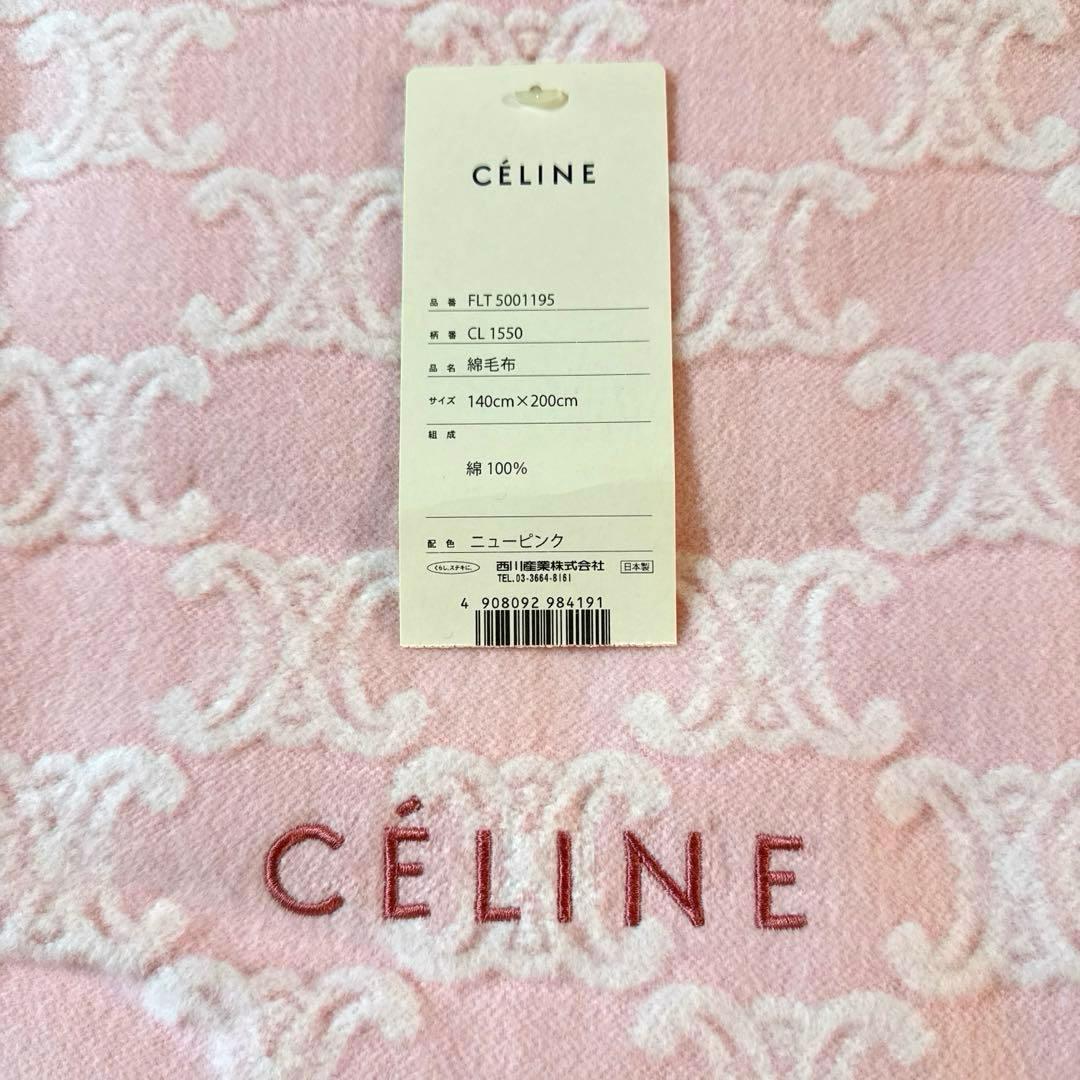 CÉLINE
品番 FLT 5001195
柄番 CL 1550
品名 綿毛布
サイズ 140cm×200cm
組成
綿 100%
配色 ニューピンク
くらし、ステキに。 西川産業株式会社 日本製
TEL.03-3664-8161
4 908092 984191
CÉLINE